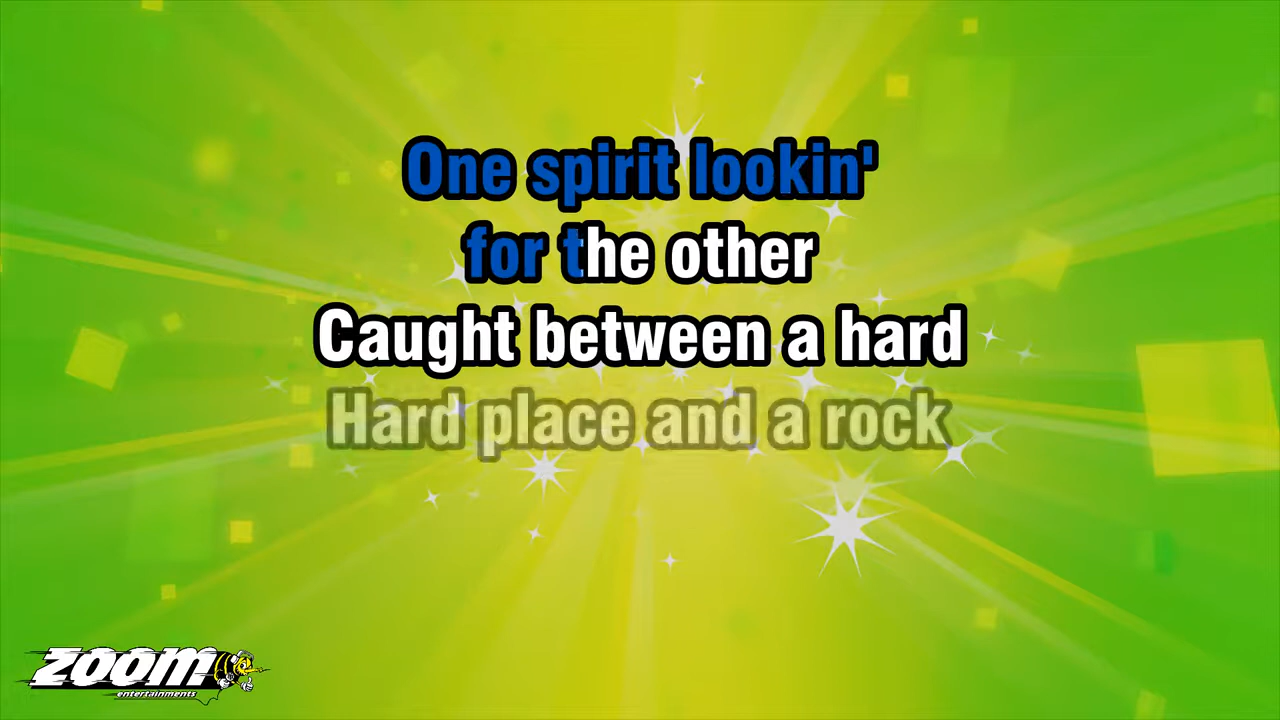 One spirit lookin'
for the other
Caught between a hard
Hard place and a rock
ZOOM
entertainments